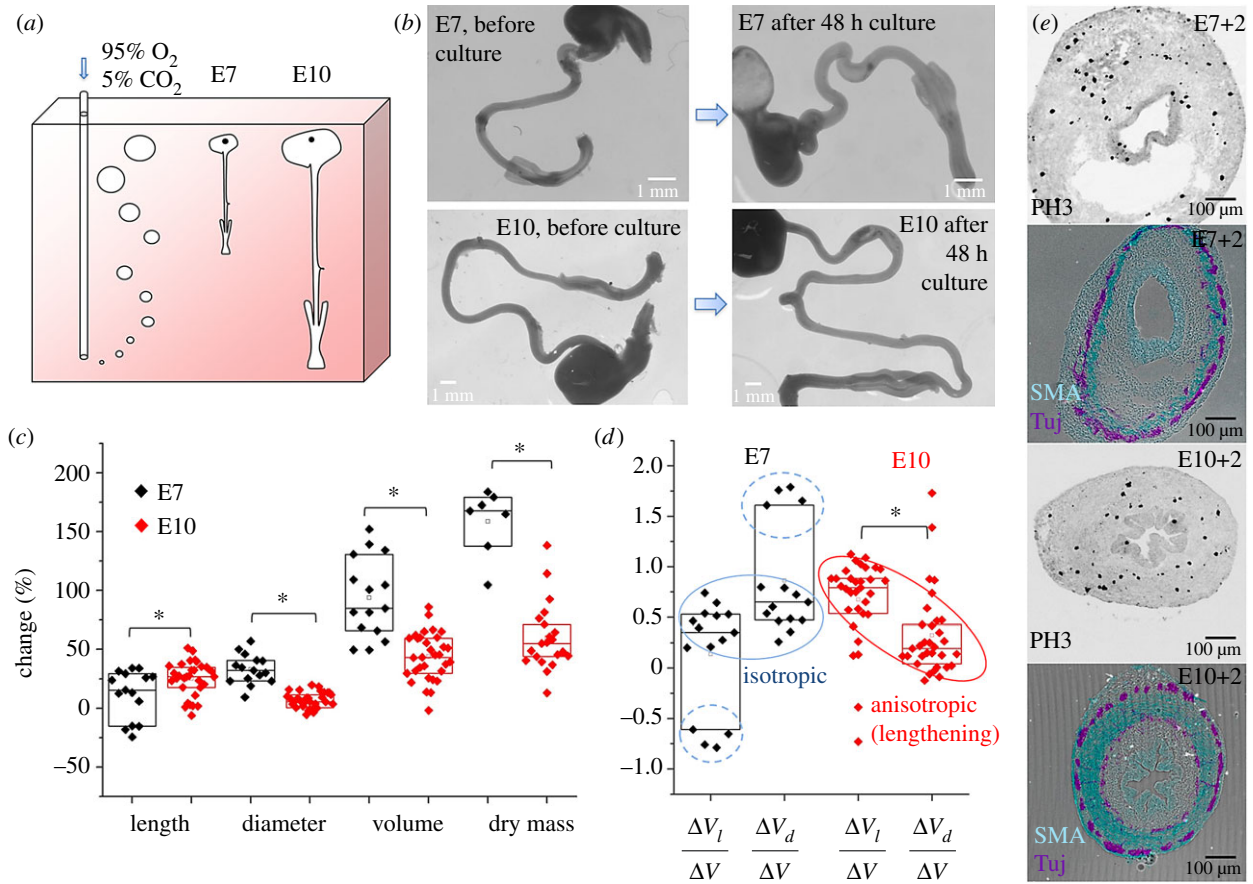 (a)
95% O2
5% CO2
E7
E10
(b)
E7, before
culture
1 mm
E7 after 48 h culture
1 mm
E10, before culture
1 mm
E10 after
48 h
culture
1 mm
(c)
200
150
100
50
0
–50
change (%)
E7
E10
*
*
*
*
length
diameter
volume
dry mass
(d)
E7
E10
2.0
1.5
1.0
0.5
0
–0.5
–1.0
*
isotropic
anisotropic
(lengthening)
ΔVl
ΔV
ΔVd
ΔV
ΔVl
ΔV
ΔVd
ΔV
(e)
E7+2
PH3
100 µm
E7+2
SMA
Tuj
100 µm
E10+2
PH3
100 µm
E10+2
SMA
Tuj
100 µm